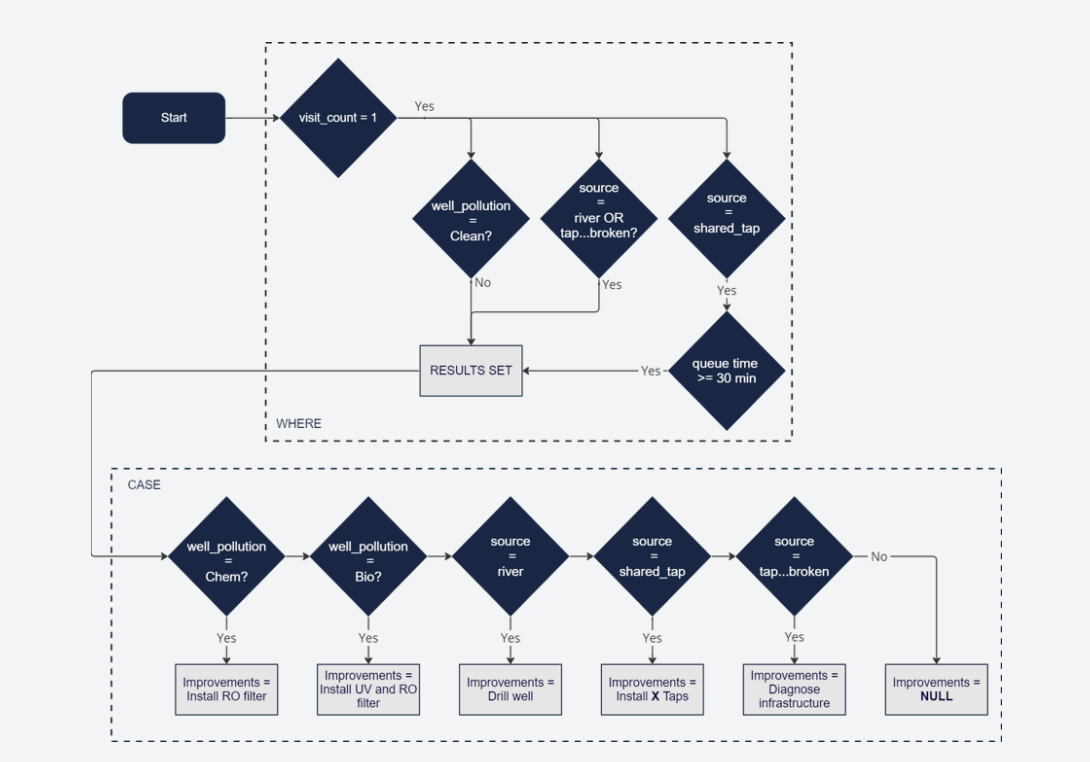 Start
visit_count = 1
Yes
well_pollution
=
Clean?
source
=
river OR
tap...broken?
source
=
shared_tap
No
Yes
Yes
RESULTS SET
Yes
queue time
>= 30 min
WHERE
CASE
well_pollution
=
Chem?
well_pollution
=
Bio?
source
=
river
source
=
shared_tap
source
=
tap...broken
No
Yes
Yes
Yes
Yes
Yes
Improvements =
Install RO filter
Improvements =
Install UV and RO
filter
Improvements =
Drill well
Improvements =
Install X Taps
Improvements =
Diagnose
infrastructure
Improvements =
NULL